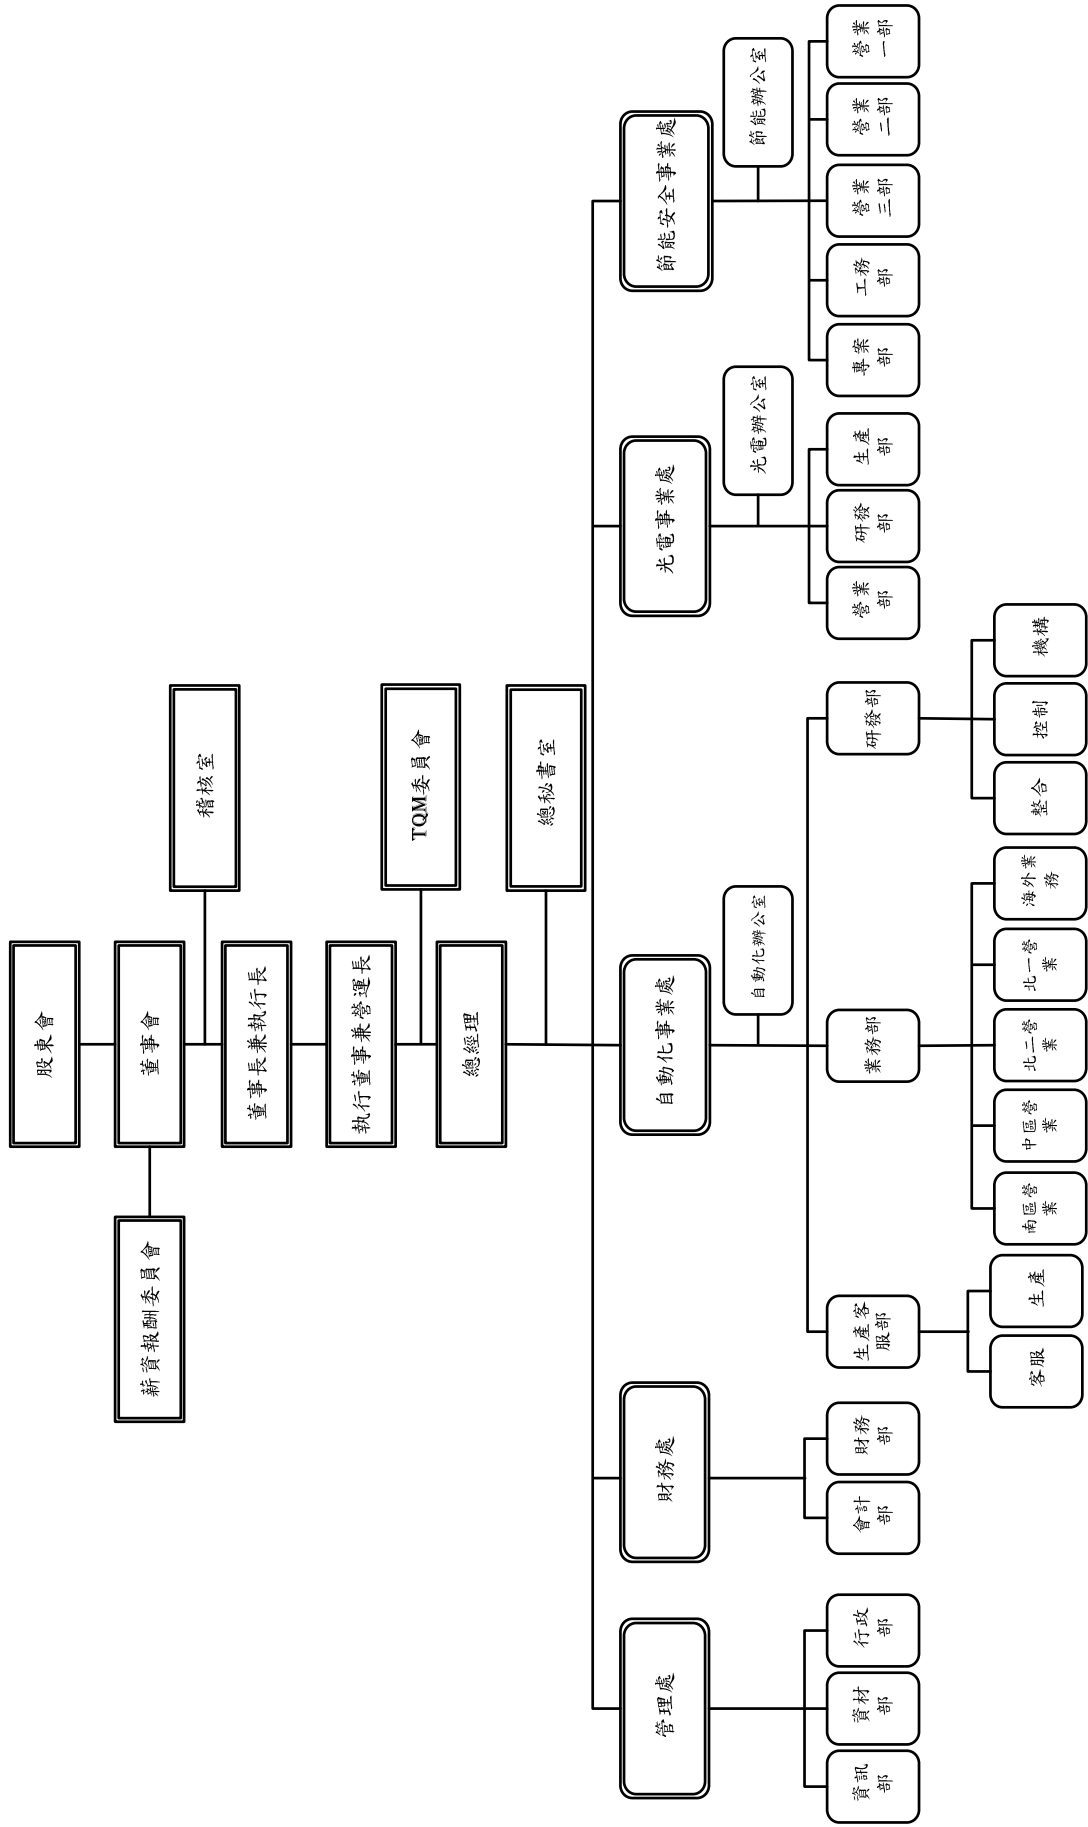 股東會
薪資報酬委員會
董事會
稽核室
董事長兼執行長
執行董事兼營運長
TQM委員會
總經理
總秘書室
管理處
財務處
自動化事業處
光電事業處
節能安全事業處
自動化辦公室
光電辦公室
節能辦公室
資訊
部
資材
部
行政
部
會計
部
財務
部
生產客
服部
業務部
研發部
營業
部
研發
部
生產
部
專案
部
工務
部
營業
三部
營業
二部
營業
一部
客服
生產
南區營
業
中區營
業
北二營
業
北一營
業
海外業
務
整合
控制
機構